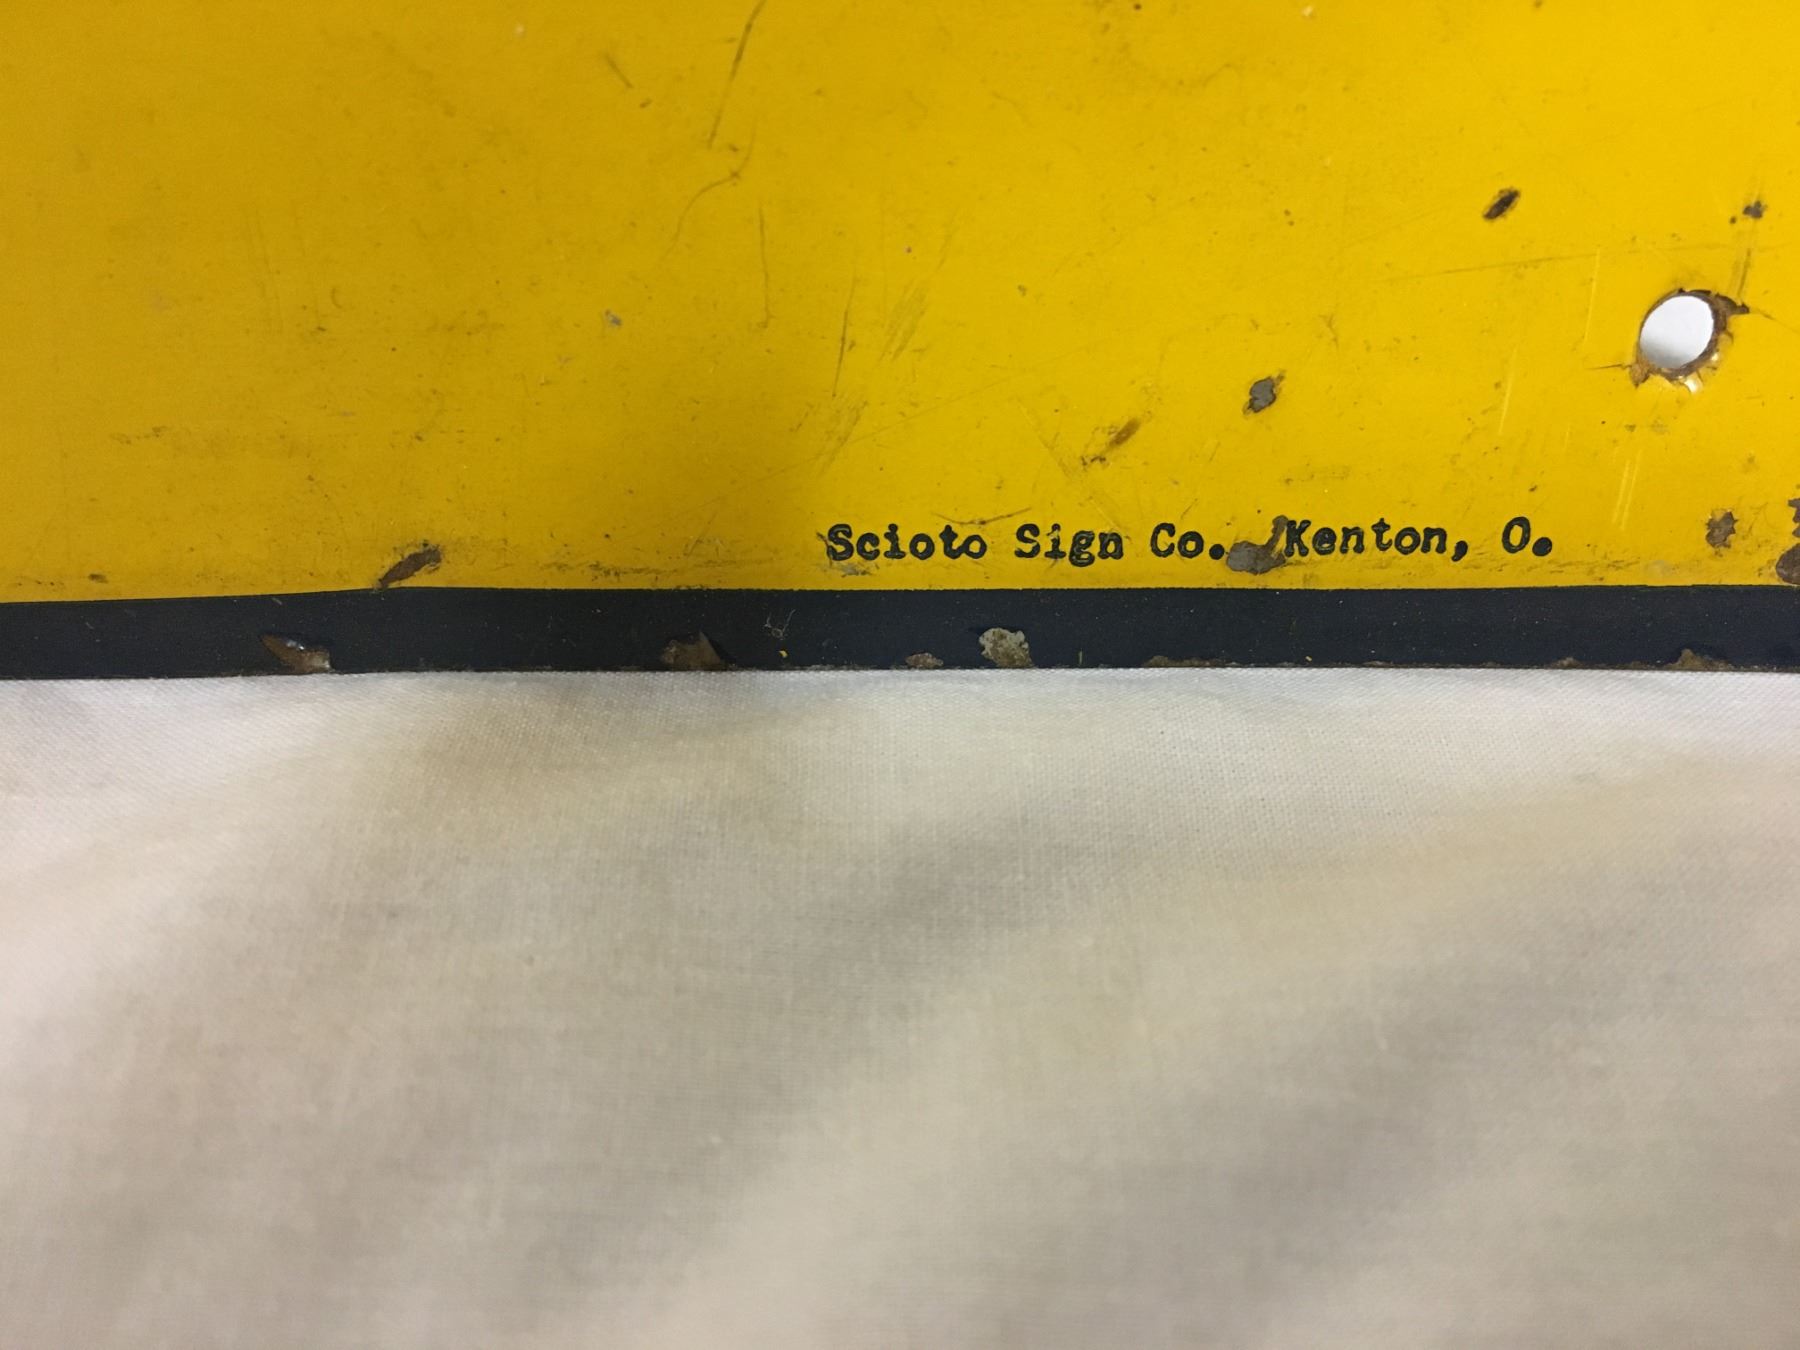 Scioto Sign Co. Kenton, O.